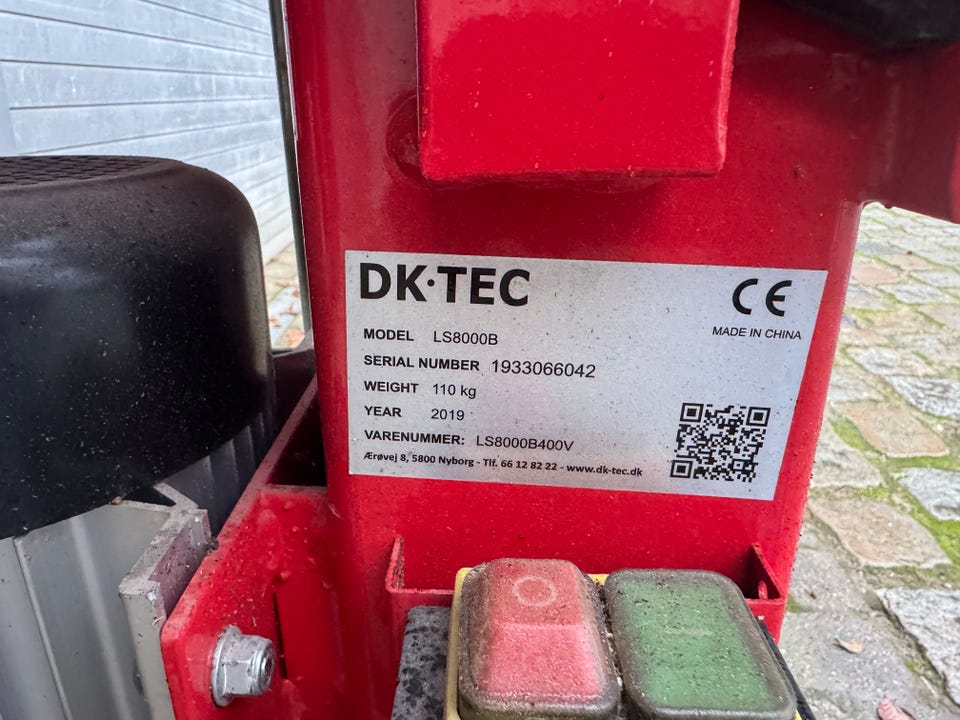 DK·TEC
CE
MADE IN CHINA
MODEL LS8000B
SERIAL NUMBER 1933066042
WEIGHT 110 kg
YEAR 2019
VARENUMMER: LS8000B400V
Ærøvej 8, 5800 Nyborg - Tlf. 66 12 82 22 - www.dk-tec.dk